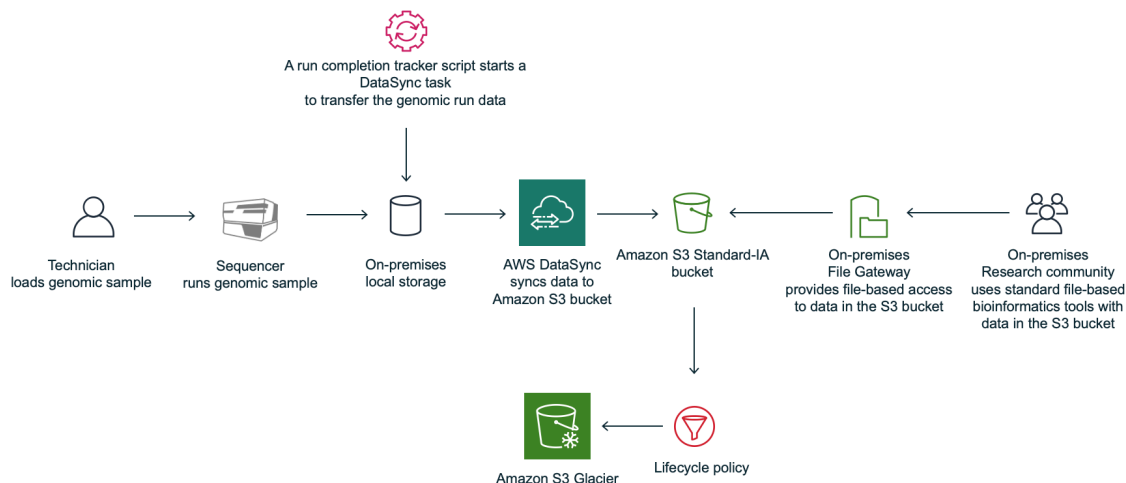 A run completion tracker script starts a
DataSync task
to transfer the genomic run data
Technician
loads genomic sample
Sequencer
runs genomic sample
On-premises
local storage
AWS DataSync
syncs data to
Amazon S3 bucket
Amazon S3 Standard-IA
bucket
On-premises
File Gateway
provides file-based access
to data in the S3 bucket
On-premises
Research community
uses standard file-based
bioinformatics tools with
data in the S3 bucket
Amazon S3 Glacier
Lifecycle policy